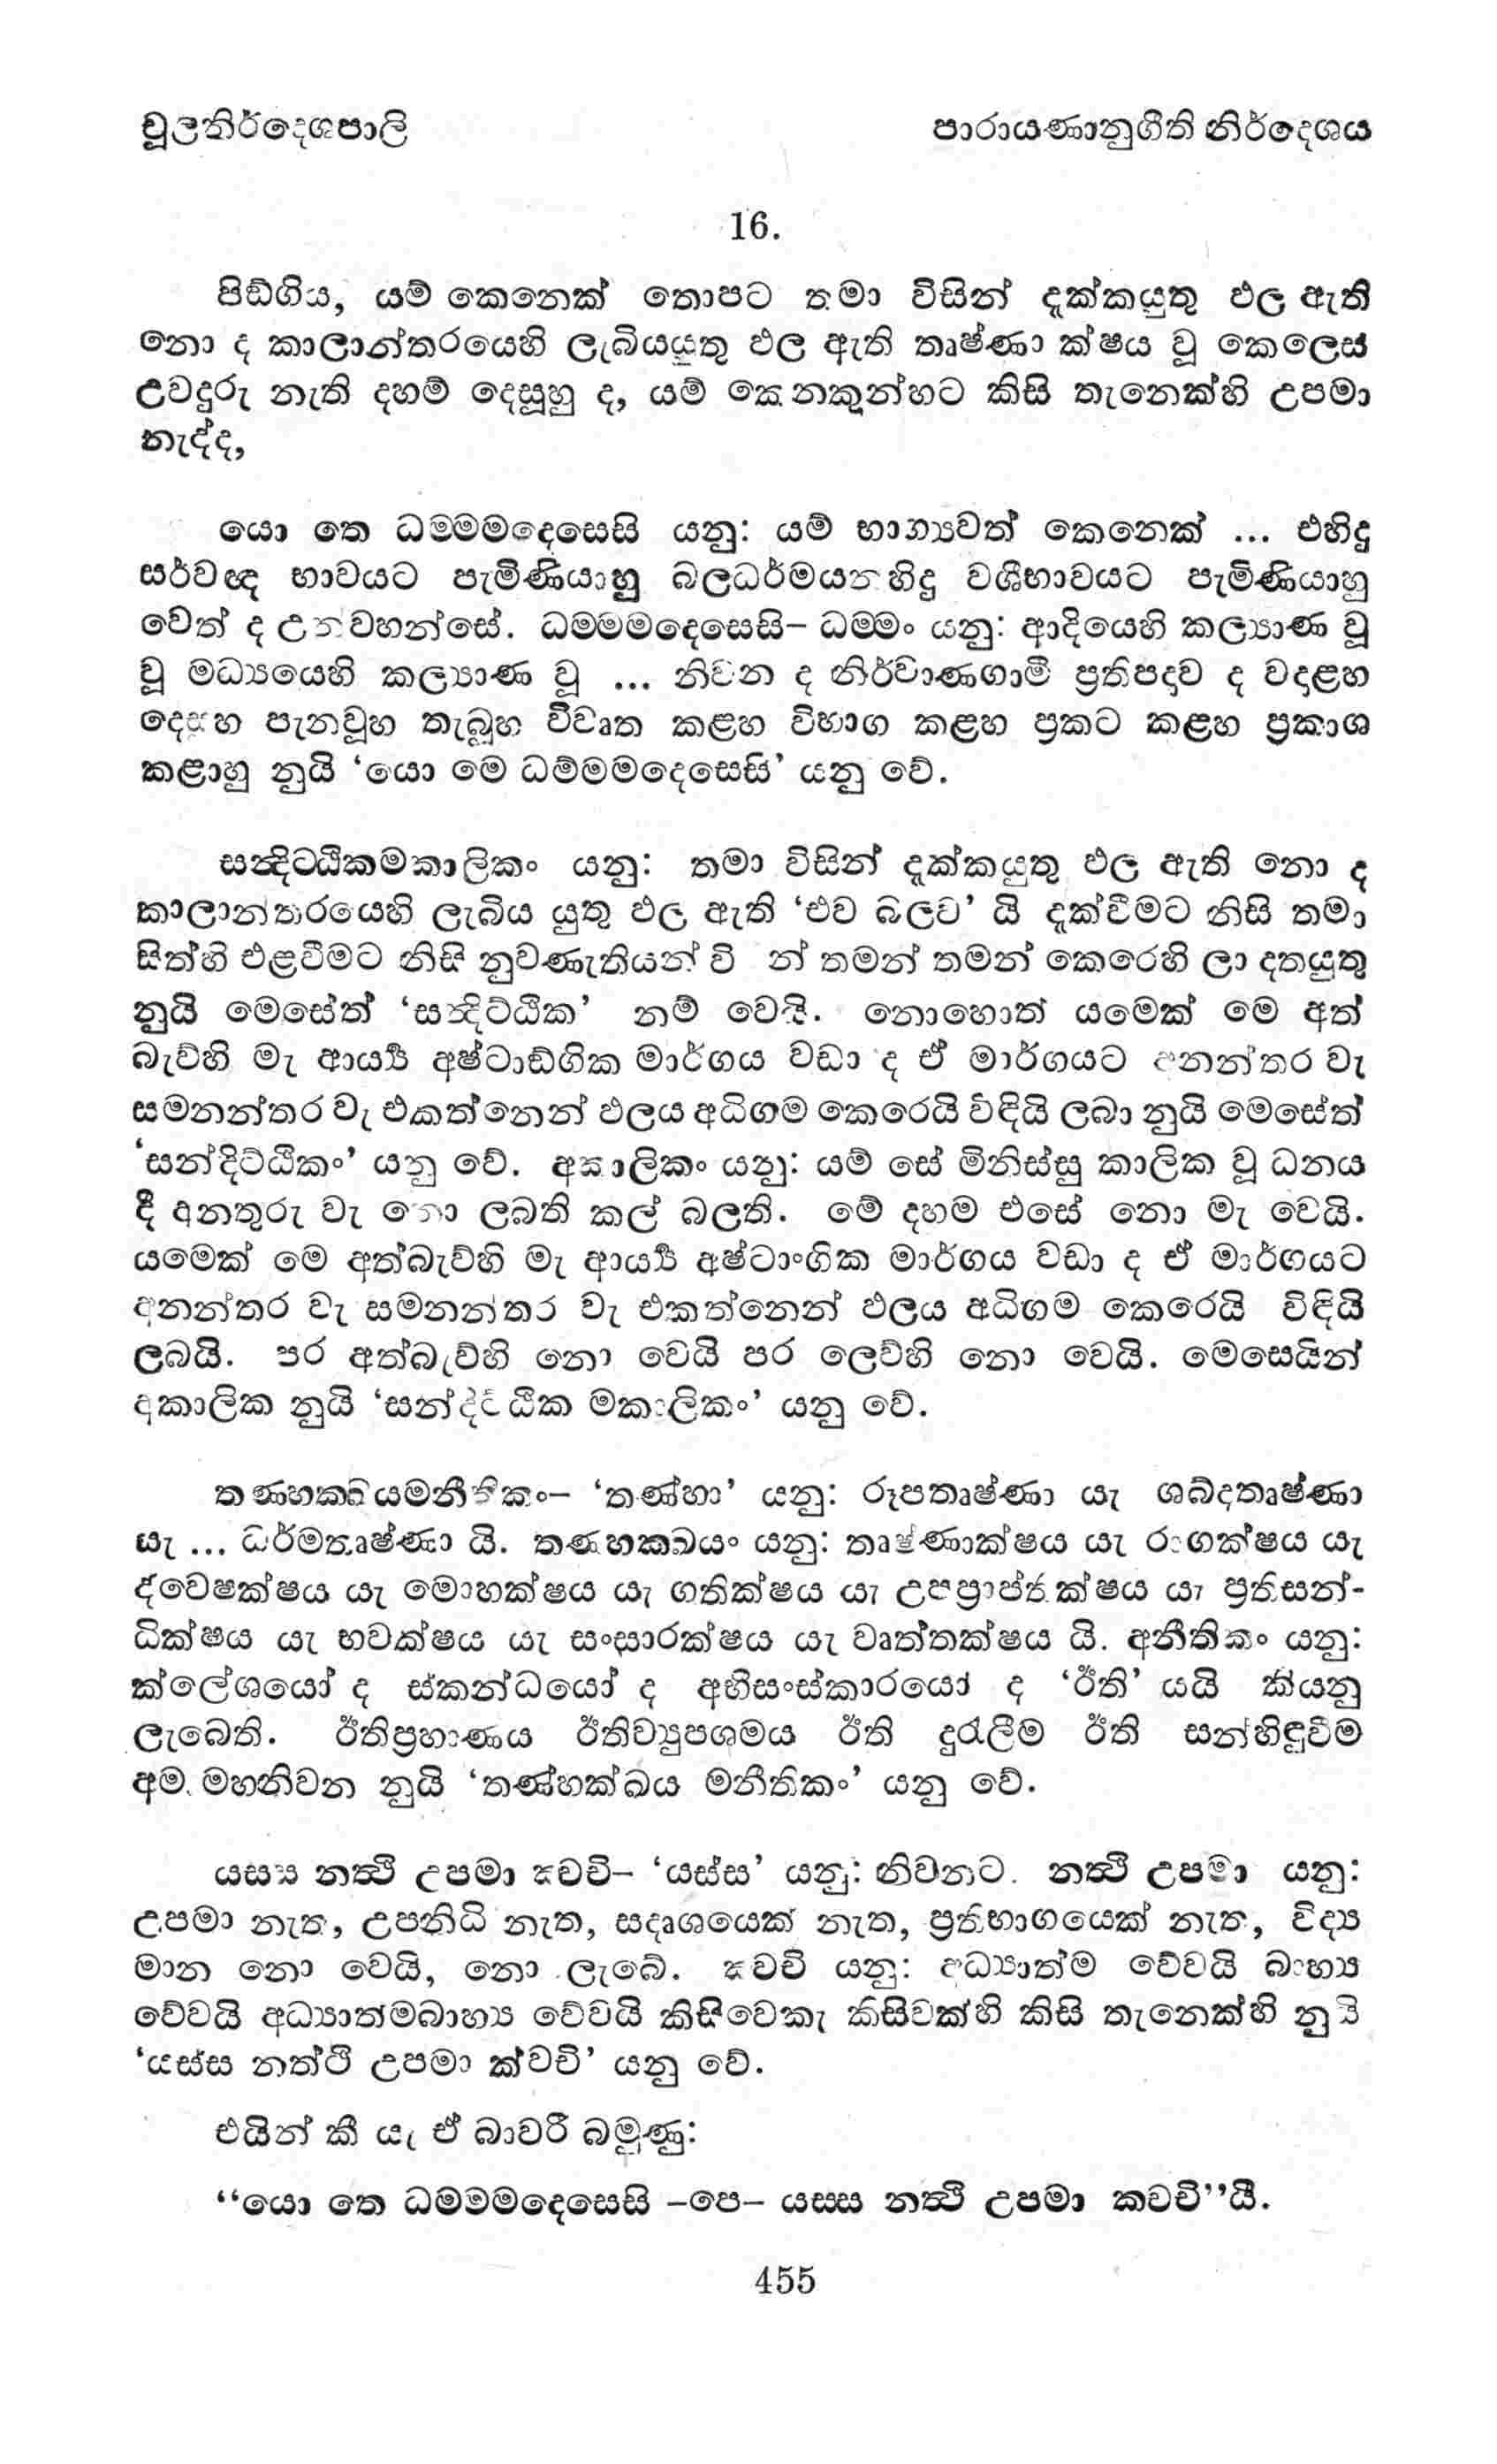 චූලනිර්දෙශපාලි
පාරායණානුගීති නිර්දෙශය
16.
පිඞ්ගිය, යම් කෙනෙක් තොපට තමා විසින් දැක්කයුතු ඵල ඇති
නො ද කාලාන්තරයෙහි ලැබියයුතු ඵල ඇති තෘෂ්ණා ක්ෂය වූ කෙලෙස්
උවදුරු නැති දහම් දෙසූහු ද, යම් කෙනකුන්හට කිසි තැනෙක්හි උපමා
නැද්ද,
යො තෙ ධම්මමදෙසෙසි යනු: යම් භාග්‍යවත් කෙනෙක් ... එහිදු
සර්වඥ භාවයට පැමිණියාහු බලධර්මයනහිදු වශීභාවයට පැමිණියාහු
වෙත් ද උන්වහන්සේ. ධම්මමදෙසෙසි– ධම්මං යනු: ආදියෙහි කල්‍යාණ වූ
වූ මධ්‍යයෙහි කල්‍යාණ වූ ... නිවන ද නිර්වාණගාමී ප්‍රතිපදාව ද වදාළහ
දෙසූහ පැනවූහ තැබූහ විවෘත කළහ විභාග කළහ ප්‍රකට කළහ ප්‍රකාශ
කළාහු නුයි ‘යො මෙ ධම්මමදෙසෙසි’ යනු වේ.
සන්දිට්ඨිකමකාලිකං යනු: තමා විසින් දැක්කයුතු ඵල ඇති නො ද
කාලාන්තරයෙහි ලැබිය යුතු ඵල ඇති ‘එව බලව’ යි දැක්වීමට නිසි තමා
සිත්හි එළවීමට නිසි නුවණැතියන් වි න් තමන් තමන් කෙරෙහි ලා දතයුතු
නුයි මෙසේත් ‘සන්දිට්ඨික’ නම් වෙයි. නොහොත් යමෙක් මෙ අත්
බැව්හි මැ ආර්‍ය්‍ය අෂ්ටාඞ්ගික මාර්ගය වඩා ද ඒ මාර්ගයට අනන්තර වැ
සමනන්තර වැ එකත්නෙන් ඵලය අධිගම කෙරෙයි විඳියි ලබා නුයි මෙසේත්
‘සන්දිට්ඨිකං’ යනු වේ. අකාලිකං යනු: යම් සේ මිනිස්සු කාලික වූ ධනය
දී අනතුරු වැ නො ලබති කල් බලති. මේ දහම එසේ නො මැ වෙයි.
යමෙක් මෙ අත්බැව්හි මැ ආර්‍ය්‍ය අෂ්ටාංගික මාර්ගය වඩා ද ඒ මාර්ගයට
අනන්තර වැ සමනන්තර වැ එකත්නෙන් ඵලය අධිගම කෙරෙයි විඳියි
ලබයි. පර අත්බැව්හි නො වෙයි පර ලෙව්හි නො වෙයි. මෙසෙයින්
අකාලික නුයි ‘සන්දිට්ඨික මකාලිකං’ යනු වේ.
තණ්හක්ඛයමනීතිකං– ‘තණ්හා’ යනු: රූපතෘෂ්ණා යැ ශබ්දතෘෂ්ණා
යැ ... ධර්මතෘෂ්ණා යි. තණ්හක්ඛයං යනු: තෘෂ්ණාක්ෂය යැ රාගක්ෂය යැ
ද්වෙෂක්ෂය යැ මොහක්ෂය යැ ගතික්ෂය යැ උපප්‍රාප්තික්ෂය යැ ප්‍රතිසන්-
ධික්ෂය යැ භවක්ෂය යැ සංසාරක්ෂය යැ වෘත්තක්ෂය යි. අනීතිකං යනු:
ක්ලේශයෝ ද ස්කන්ධයෝ ද අභිසංස්කාරයෝ ද ‘ඊති’ යයි කියනු
ලැබෙති. ඊතිප්‍රහාණය ඊතිව්‍යුපශමය ඊති දුරැලීම ඊති සන්හිඳුවීම
අමා මහනිවන නුයි ‘තණ්හක්ඛය මනීතිකං’ යනු වේ.
යස්ස නත්ථි උපමා ක්වචි– ‘යස්ස’ යනු: නිවනට. නත්ථි උපමා යනු:
උපමා නැත, උපනිධි නැත, සදෘශයෙක් නැත, ප්‍රතිභාගයෙක් නැත, විද්‍ය
මාන නො වෙයි, නො ලැබේ. ක්වචි යනු: අධ්‍යාත්ම වේවයි බාහ්‍ය
වේවයි අධ්‍යාත්මබාහ්‍ය වේවයි කිසිවෙකැ කිසිවක්හි කිසි තැනෙක්හි නුයි
‘යස්ස නත්ථි උපමා ක්වචි’ යනු වේ.
එයින් කී යැ ඒ බාවරී බමුණු:
“යො තෙ ධම්මමදෙසෙසි –පෙ– යස්ස නත්ථි උපමා ක්වචි”යී.
455